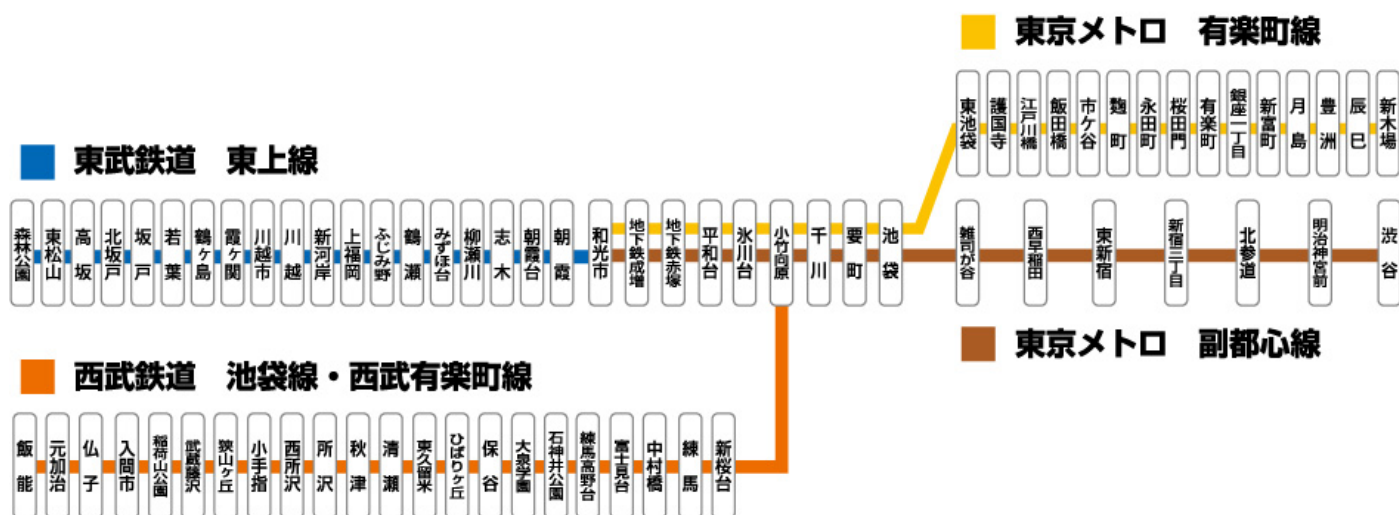 東京メトロ 有楽町線
東池袋
護国寺
江戸川橋
飯田橋
市ケ谷
麴町
永田町
桜田門
有楽町
銀座一丁目
新富町
月島
豊洲
辰巳
新木場
東武鉄道 東上線
森林公園
東松山
高坂
北坂戸
坂戸
若葉
鶴ヶ島
霞ヶ関
川越市
川越
新河岸
上福岡
ふじみ野
鶴瀬
みずほ台
柳瀬川
志木
朝霞台
朝霞
和光市
地下鉄成増
地下鉄赤塚
平和台
氷川台
小竹向原
千川
要町
池袋
雑司が谷
西早稲田
東新宿
新宿三丁目
北参道
明治神宮前
渋谷
東京メトロ 副都心線
西武鉄道 池袋線・西武有楽町線
飯能
元加治
仏子
入間市
稲荷山公園
武蔵藤沢
狭山ヶ丘
小手指
西所沢
所沢
秋津
清瀬
東久留米
ひばりヶ丘
保谷
大泉学園
石神井公園
練馬高野台
富士見台
中村橋
練馬
新桜台